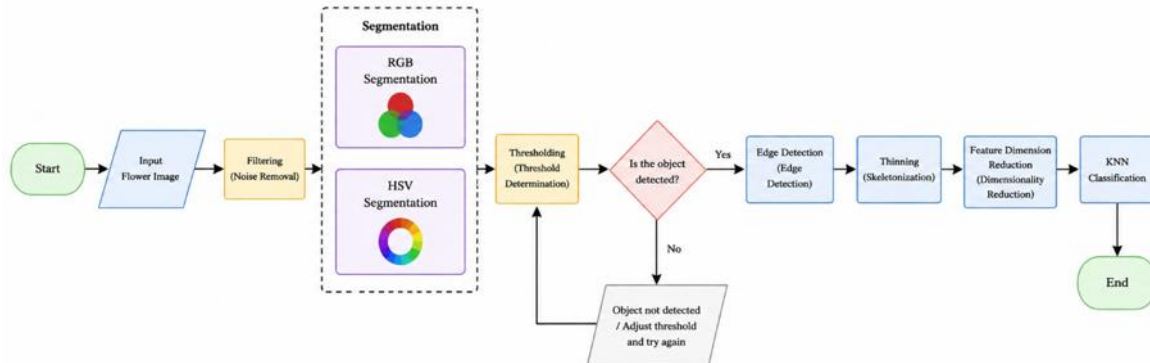 Start
Input
Flower Image
Filtering
(Noise Removal)
Segmentation
RGB
Segmentation
HSV
Segmentation
Thresholding
(Threshold
Determination)
Is the object
detected?
Yes
No
Object not detected
/ Adjust threshold
and try again
Edge Detection
(Edge
Detection)
Thinning
(Skeletonization)
Feature Dimension
Reduction
(Dimensionality
Reduction)
KNN
Classification
End